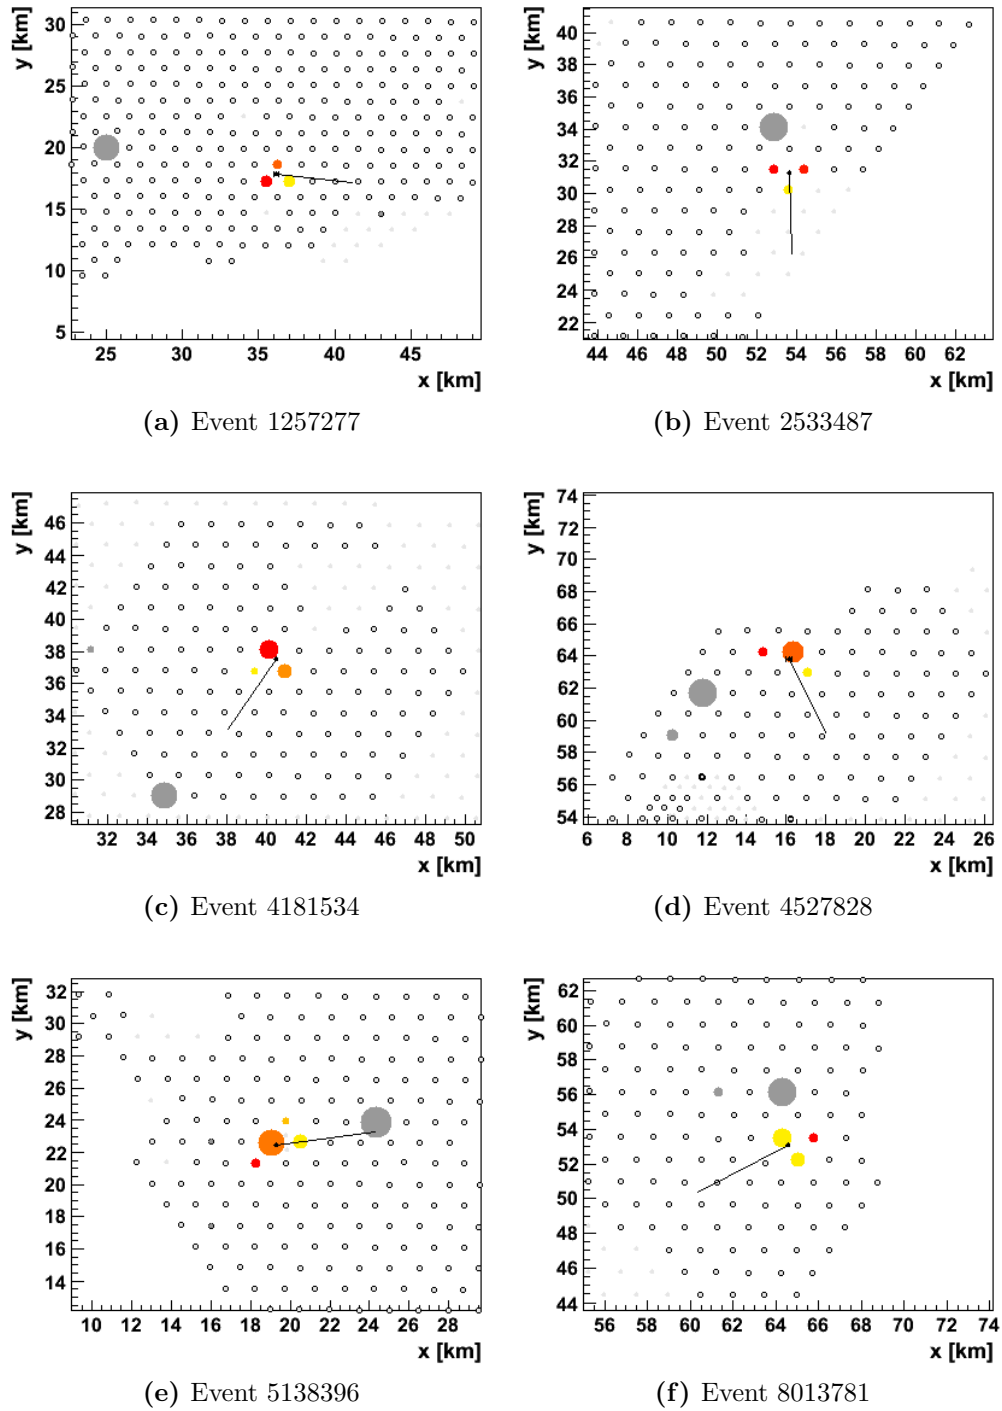 y [km]
30
25
20
15
10
5
25 30 35 40 45
x [km]
(a) Event 1257277
y [km]
40
38
36
34
32
30
28
26
24
22
44 46 48 50 52 54 56 58 60 62
x [km]
(b) Event 2533487
y [km]
46
44
42
40
38
36
34
32
30
28
32 34 36 38 40 42 44 46 48 50
x [km]
(c) Event 4181534
y [km]
74
72
70
68
66
64
62
60
58
56
54
6 8 10 12 14 16 18 20 22 24 26
x [km]
(d) Event 4527828
y [km]
32
30
28
26
24
22
20
18
16
14
10 12 14 16 18 20 22 24 26 28
x [km]
(e) Event 5138396
y [km]
62
60
58
56
54
52
50
48
46
44
56 58 60 62 64 66 68 70 72 74
x [km]
(f) Event 8013781